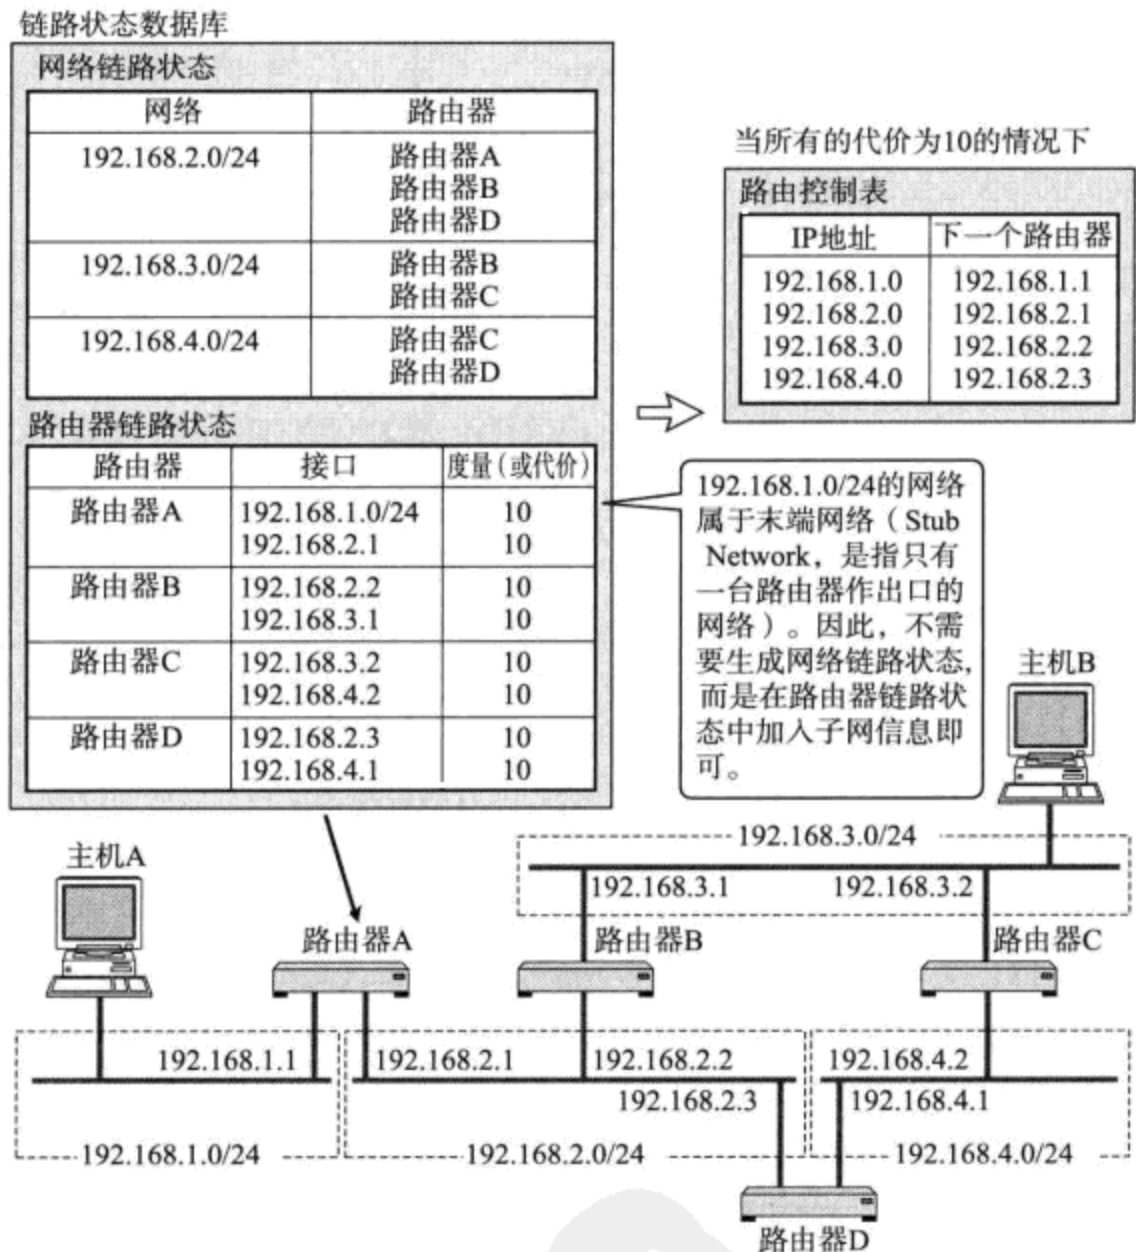 链路状态数据库
网络链路状态
网络 路由器
192.168.2.0/24 路由器A
路由器B
路由器D
192.168.3.0/24 路由器B
路由器C
192.168.4.0/24 路由器C
路由器D
路由器链路状态
路由器 接口 度量(或代价)
路由器A 192.168.1.0/24 10
192.168.2.1 10
路由器B 192.168.2.2 10
192.168.3.1 10
路由器C 192.168.3.2 10
192.168.4.2 10
路由器D 192.168.2.3 10
192.168.4.1 10
当所有的代价为10的情况下
路由控制表
IP地址 下一个路由器
192.168.1.0 192.168.1.1
192.168.2.0 192.168.2.1
192.168.3.0 192.168.2.2
192.168.4.0 192.168.2.3
192.168.1.0/24的网络
属于末端网络(Stub
Network，是指只有
一台路由器作出口的
网络)。因此，不需
要生成网络链路状态,
而是在路由器链路状
态中加入子网信息即
可。
主机B
192.168.3.0/24
主机A
192.168.3.1 192.168.3.2
路由器A 路由器B 路由器C
192.168.1.1 192.168.2.1 192.168.2.2 192.168.4.2
192.168.2.3 192.168.4.1
192.168.1.0/24 192.168.2.0/24 192.168.4.0/24
路由器D